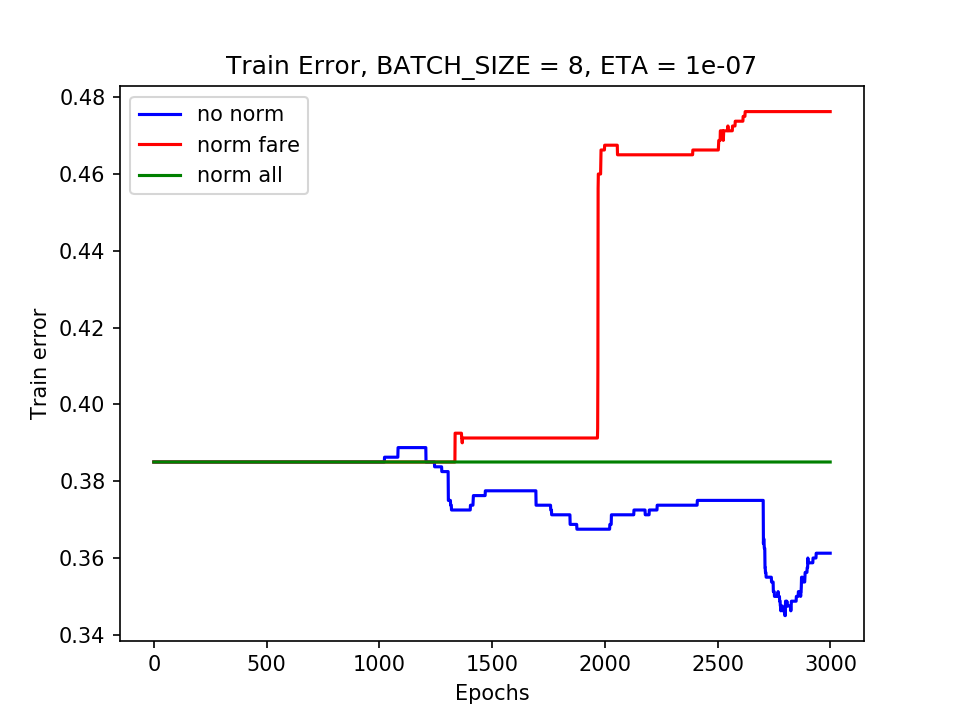 Train Error, BATCH_SIZE = 8, ETA = 1e-07
no norm
norm fare
norm all
Train error
0.48
0.46
0.44
0.42
0.40
0.38
0.36
0.34
0 500 1000 1500 2000 2500 3000
Epochs